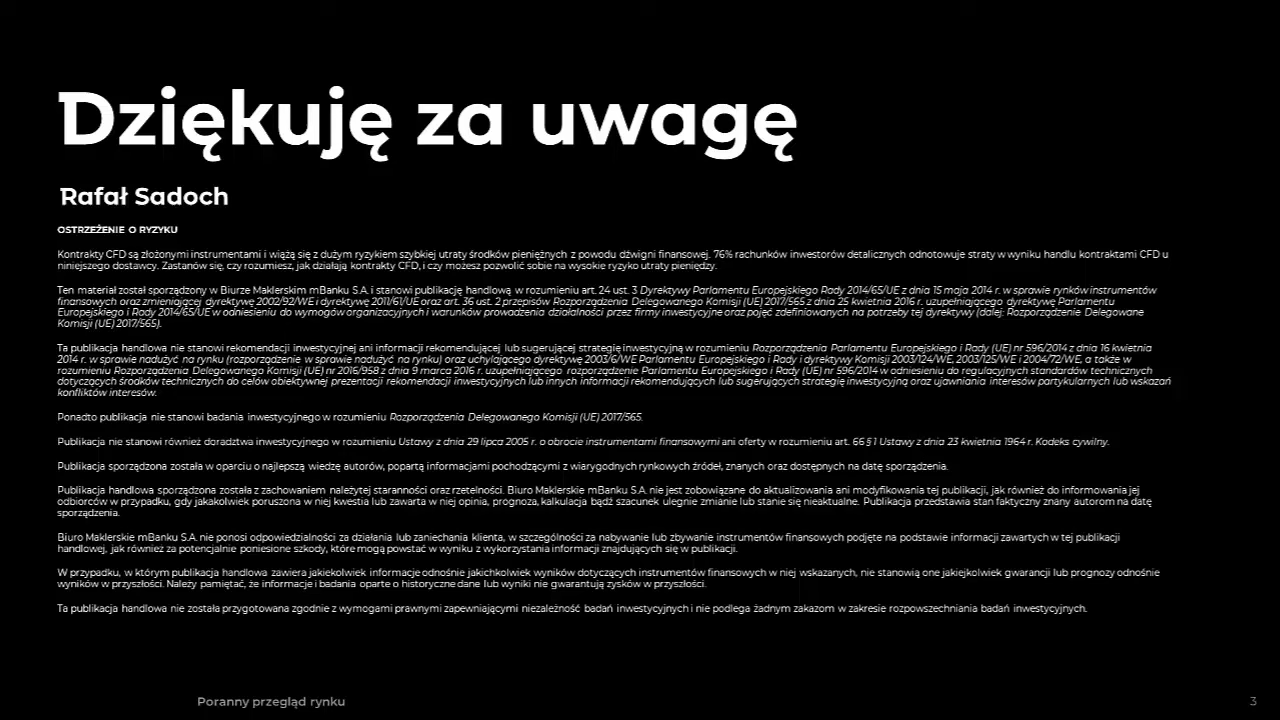 Dziękuję za uwagę
Rafał Sadoch
OSTRZEŻENIE O RYZYKU
Kontrakty CFD są złożonymi instrumentami i wiążą się z dużym ryzykiem szybkiej utraty środków pieniężnych z powodu dźwigni finansowej. 76% rachunków inwestorów detalicznych odnotowuje straty w wyniku handlu kontraktami CFD u
niniejszego dostawcy. Zastanów się, czy rozumiesz, jak działają kontrakty CFD, i czy możesz pozwolić sobie na wysokie ryzyko utraty pieniędzy.
Ten materiał został sporządzony w Biurze Maklerskim mBanku S.A. i stanowi publikację handlową w rozumieniu art. 24 ust. 3 Dyrektywy Parlamentu Europejskiego Rady 2014/65/UE z dnia 15 maja 2014 r. w sprawie rynków instrumentów
finansowych oraz zmieniającej dyrektywę 2002/92/WE i dyrektywę 2011/61/UE oraz art. 36 ust. 2 przepisów Rozporządzenia Delegowanego Komisji (UE) 2017/565 z dnia 25 kwietnia 2016 r. uzupełniającego dyrektywę Parlamentu
Europejskiego i Rady 2014/65/UE w odniesieniu do wymogów organizacyjnych i warunków prowadzenia działalności przez firmy inwestycyjne oraz pojęć zdefiniowanych na potrzeby tej dyrektywy (dalej: Rozporządzenie Delegowane
Komisji (UE) 2017/565).
Ta publikacja handlowa nie stanowi rekomendacji inwestycyjnej ani informacji rekomendującej lub sugerującej strategię inwestycyjną w rozumieniu Rozporządzenia Parlamentu Europejskiego i Rady (UE) nr 596/2014 z dnia 16 kwietnia
2014 r. w sprawie nadużyć na rynku (rozporządzenie w sprawie nadużyć na rynku) oraz uchylającego dyrektywę 2003/6/WE Parlamentu Europejskiego i Rady i dyrektywy Komisji 2003/124/WE, 2003/125/WE i 2004/72/WE, a także w
rozumieniu Rozporządzenia Delegowanego Komisji (UE) nr 2016/958 z dnia 9 marca 2016 r. uzupełniającego rozporządzenie Parlamentu Europejskiego i Rady (UE) nr 596/2014 w odniesieniu do regulacyjnych standardów technicznych
dotyczących środków technicznych do celów obiektywnej prezentacji rekomendacji inwestycyjnych lub innych informacji rekomendujących lub sugerujących strategię inwestycyjną oraz ujawniania interesów partykularnych lub wskazań
konfliktów interesów.
Ponadto publikacja nie stanowi badania inwestycyjnego w rozumieniu Rozporządzenia Delegowanego Komisji (UE) 2017/565.
Publikacja nie stanowi również doradztwa inwestycyjnego w rozumieniu Ustawy z dnia 29 lipca 2005 r. o obrocie instrumentami finansowymi ani oferty w rozumieniu art. 66 § 1 Ustawy z dnia 23 kwietnia 1964 r. Kodeks cywilny.
Publikacja sporządzona została w oparciu o najlepszą wiedzę autorów, popartą informacjami pochodzącymi z wiarygodnych rynkowych źródeł, znanych oraz dostępnych na datę sporządzenia.
Publikacja handlowa sporządzona została z zachowaniem należytej staranności oraz rzetelności. Biuro Maklerskie mBanku S.A. nie jest zobowiązane do aktualizowania ani modyfikowania tej publikacji, jak również do informowania jej
odbiorców w przypadku, gdy jakakolwiek poruszona w niej kwestia lub zawarta w niej opinia, prognoza, kalkulacja bądź szacunek ulegnie zmianie lub stanie się nieaktualne. Publikacja przedstawia stan faktyczny znany autorom na datę
sporządzenia.
Biuro Maklerskie mBanku S.A. nie ponosi odpowiedzialności za działania lub zaniechania klienta, w szczególności za nabywanie lub zbywanie instrumentów finansowych podjęte na podstawie informacji zawartych w tej publikacji
handlowej, jak również za potencjalnie poniesione szkody, które mogą powstać w wyniku z wykorzystania informacji znajdujących się w publikacji.
W przypadku, w którym publikacja handlowa zawiera jakiekolwiek informacje odnośnie jakichkolwiek wyników dotyczących instrumentów finansowych w niej wskazanych, nie stanowią one jakiejkolwiek gwarancji lub prognozy odnośnie
wyników w przyszłości. Należy pamiętać, że informacje i badania oparte o historyczne dane lub wyniki nie gwarantują zysków w przyszłości.
Ta publikacja handlowa nie została przygotowana zgodnie z wymogami prawnymi zapewniającymi niezależność badań inwestycyjnych i nie podlega żadnym zakazom w zakresie rozpowszechniania badań inwestycyjnych.
Poranny przegląd rynku
3